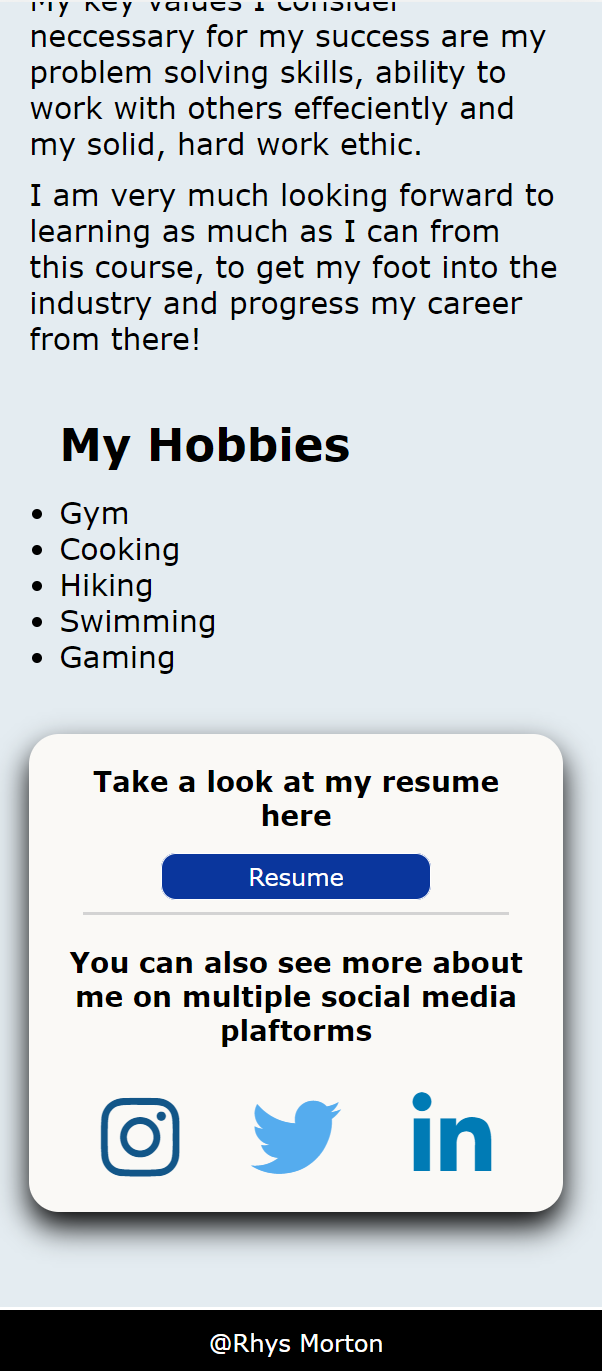 My key values I consider
neccessary for my success are my
problem solving skills, ability to
work with others effeciently and
my solid, hard work ethic.
I am very much looking forward to
learning as much as I can from
this course, to get my foot into the
industry and progress my career
from there!
My Hobbies
• Gym
• Cooking
• Hiking
• Swimming
• Gaming
Take a look at my resume
here
Resume
You can also see more about
me on multiple social media
plaftorms
in
@Rhys Morton